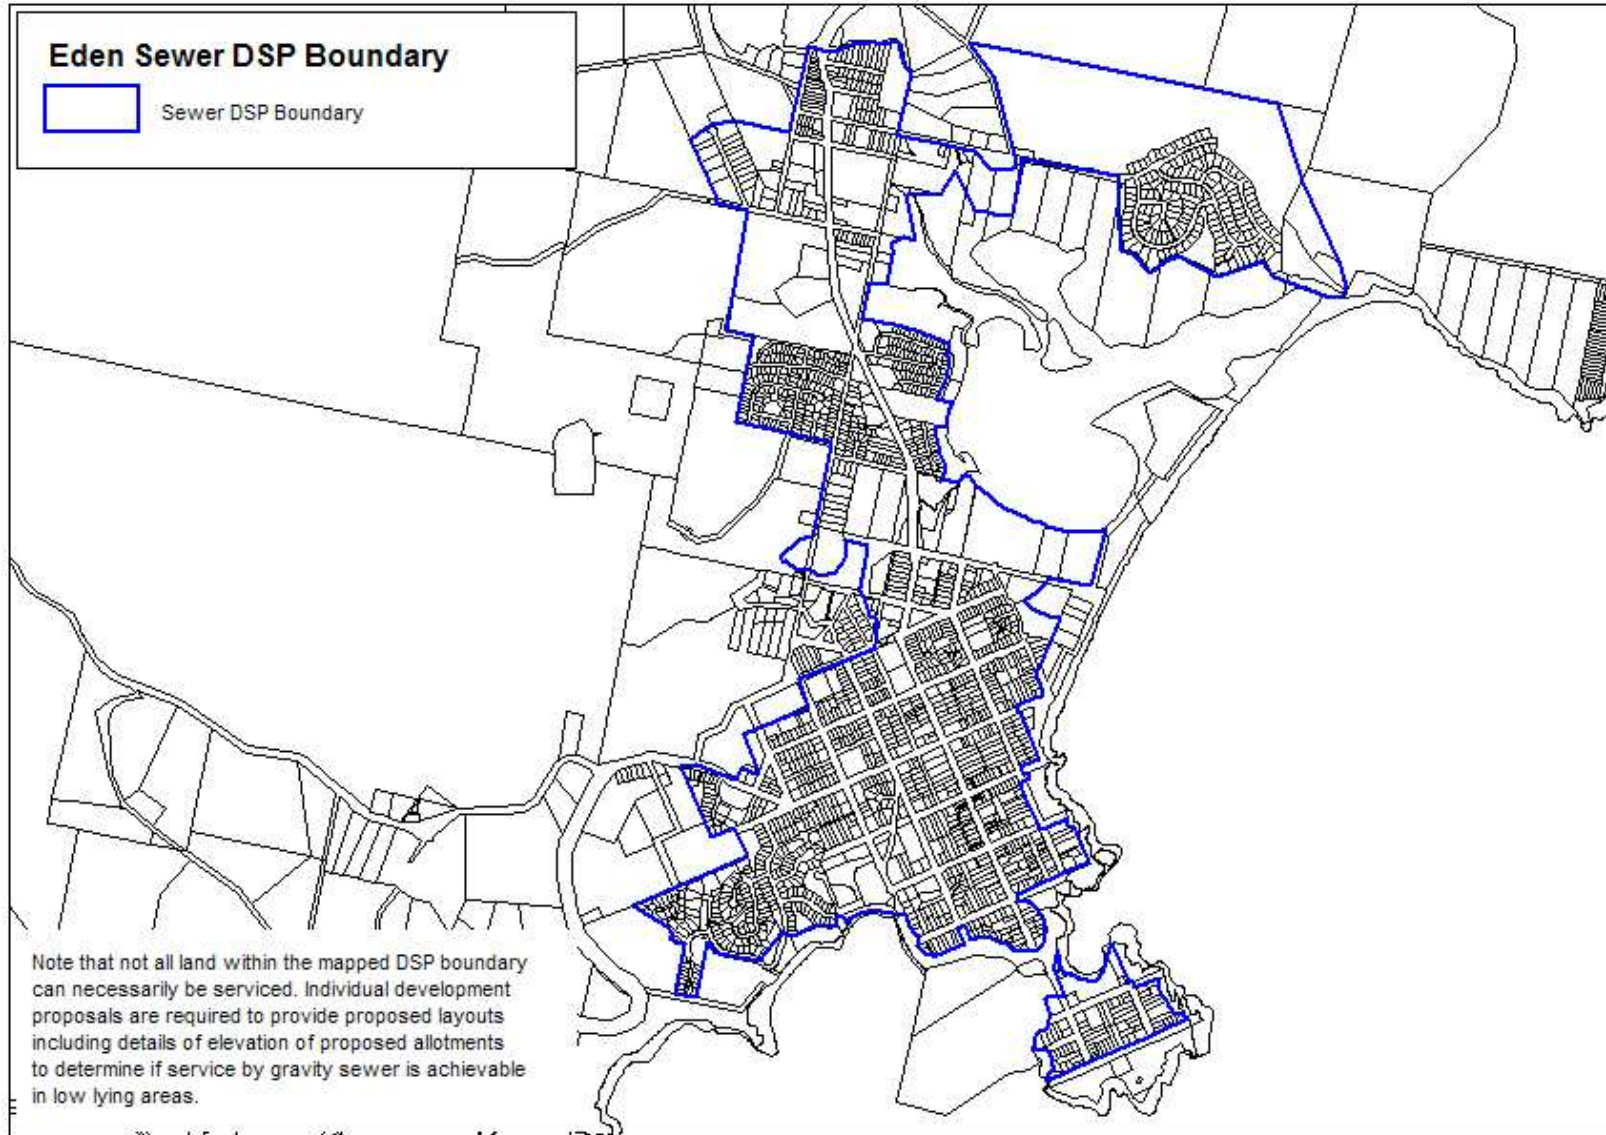 Eden Sewer DSP Boundary
Sewer DSP Boundary
Note that not all land within the mapped DSP boundary
can necessarily be serviced. Individual development
proposals are required to provide proposed layouts
including details of elevation of proposed allotments
to determine if service by gravity sewer is achievable
in low lying areas.